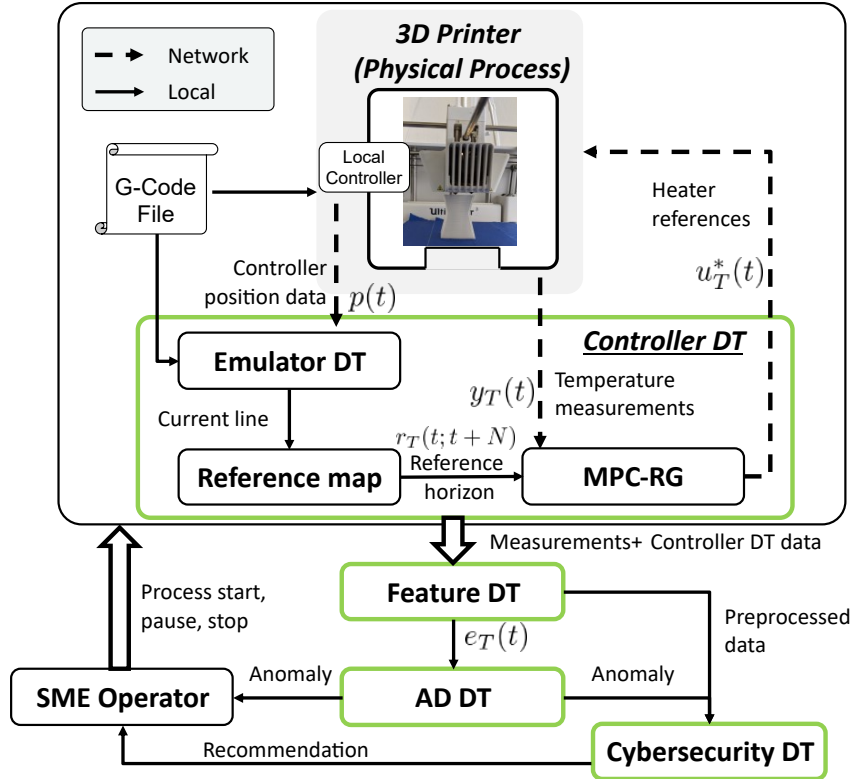 3D Printer
(Physical Process)
Network
Local
Local
Controller
G-Code
File
Heater
references
u*_T(t)
Controller
position data
p(t)
Controller DT
Emulator DT
y_T(t)
Temperature
measurements
Current line
r_T(t; t + N)
Reference
horizon
Reference map
MPC-RG
Measurements+ Controller DT data
Process start,
pause, stop
Feature DT
Preprocessed
data
e_T(t)
Anomaly
Anomaly
SME Operator
AD DT
Recommendation
Cybersecurity DT